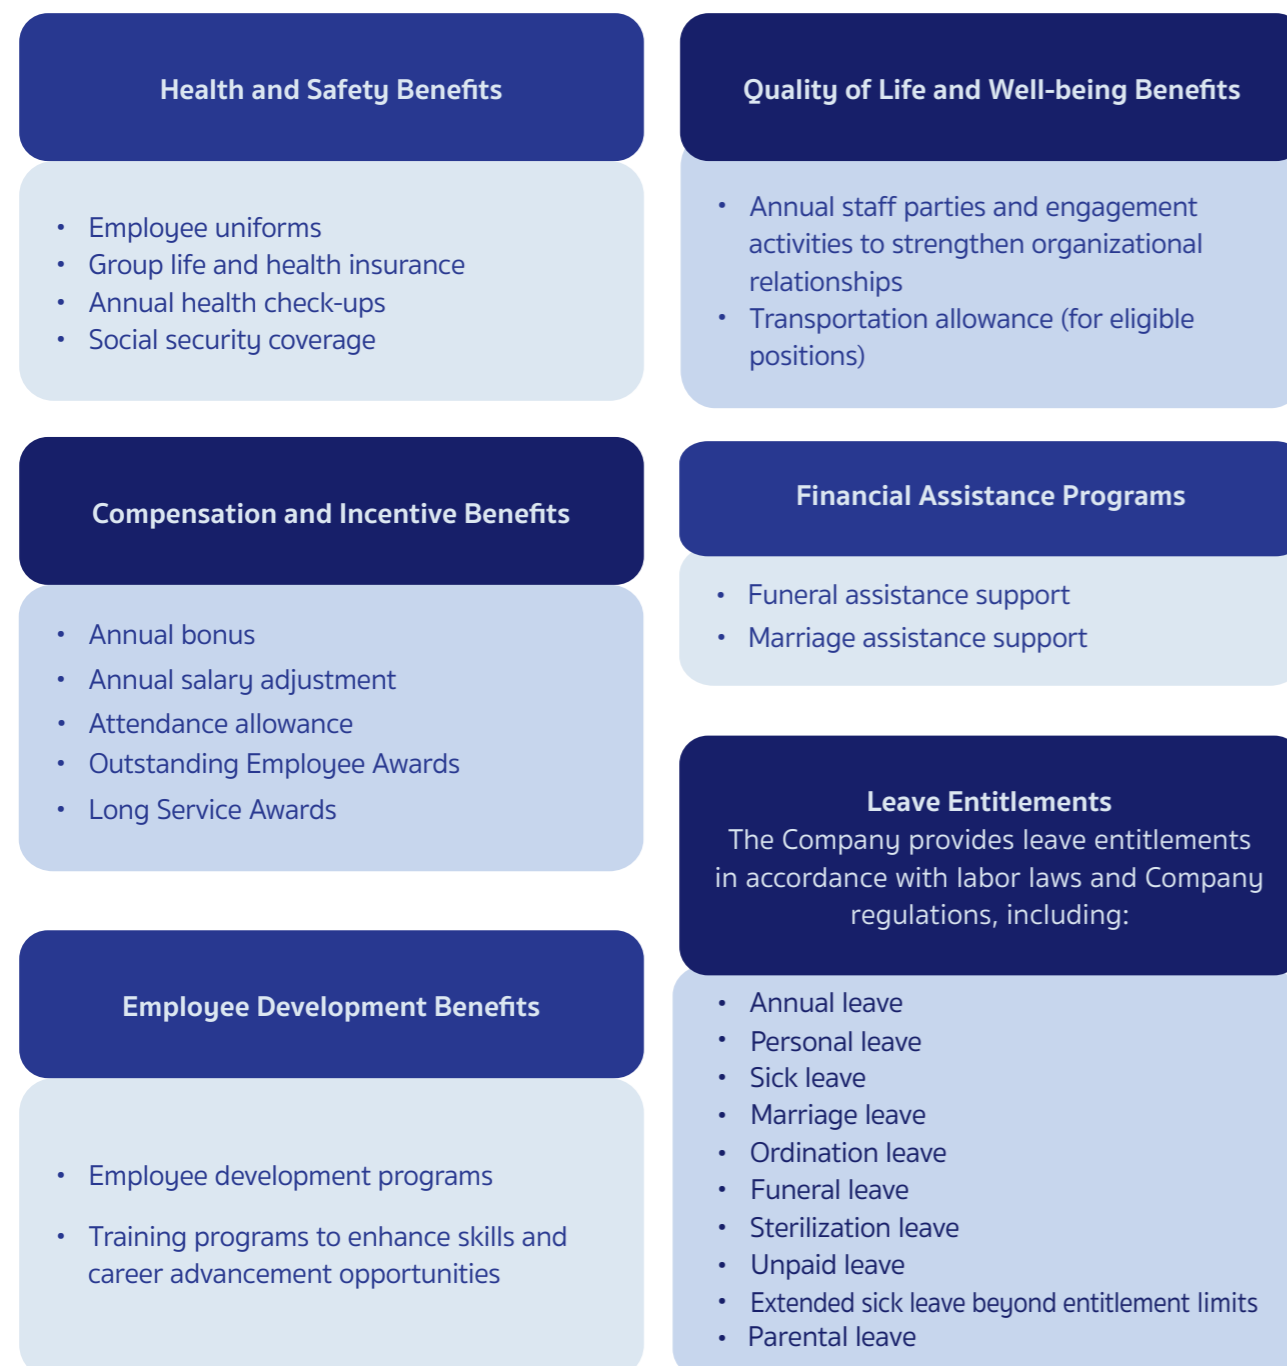 Health and Safety Benefits
• Employee uniforms
• Group life and health insurance
• Annual health check-ups
• Social security coverage
Quality of Life and Well-being Benefits
• Annual staff parties and engagement
activities to strengthen organizational
relationships
• Transportation allowance (for eligible
positions)
Compensation and Incentive Benefits
• Annual bonus
• Annual salary adjustment
• Attendance allowance
• Outstanding Employee Awards
• Long Service Awards
Financial Assistance Programs
• Funeral assistance support
• Marriage assistance support
Employee Development Benefits
• Employee development programs
• Training programs to enhance skills and
career advancement opportunities
Leave Entitlements
The Company provides leave entitlements
in accordance with labor laws and Company
regulations, including:
• Annual leave
• Personal leave
• Sick leave
• Marriage leave
• Ordination leave
• Funeral leave
• Sterilization leave
• Unpaid leave
• Extended sick leave beyond entitlement limits
• Parental leave